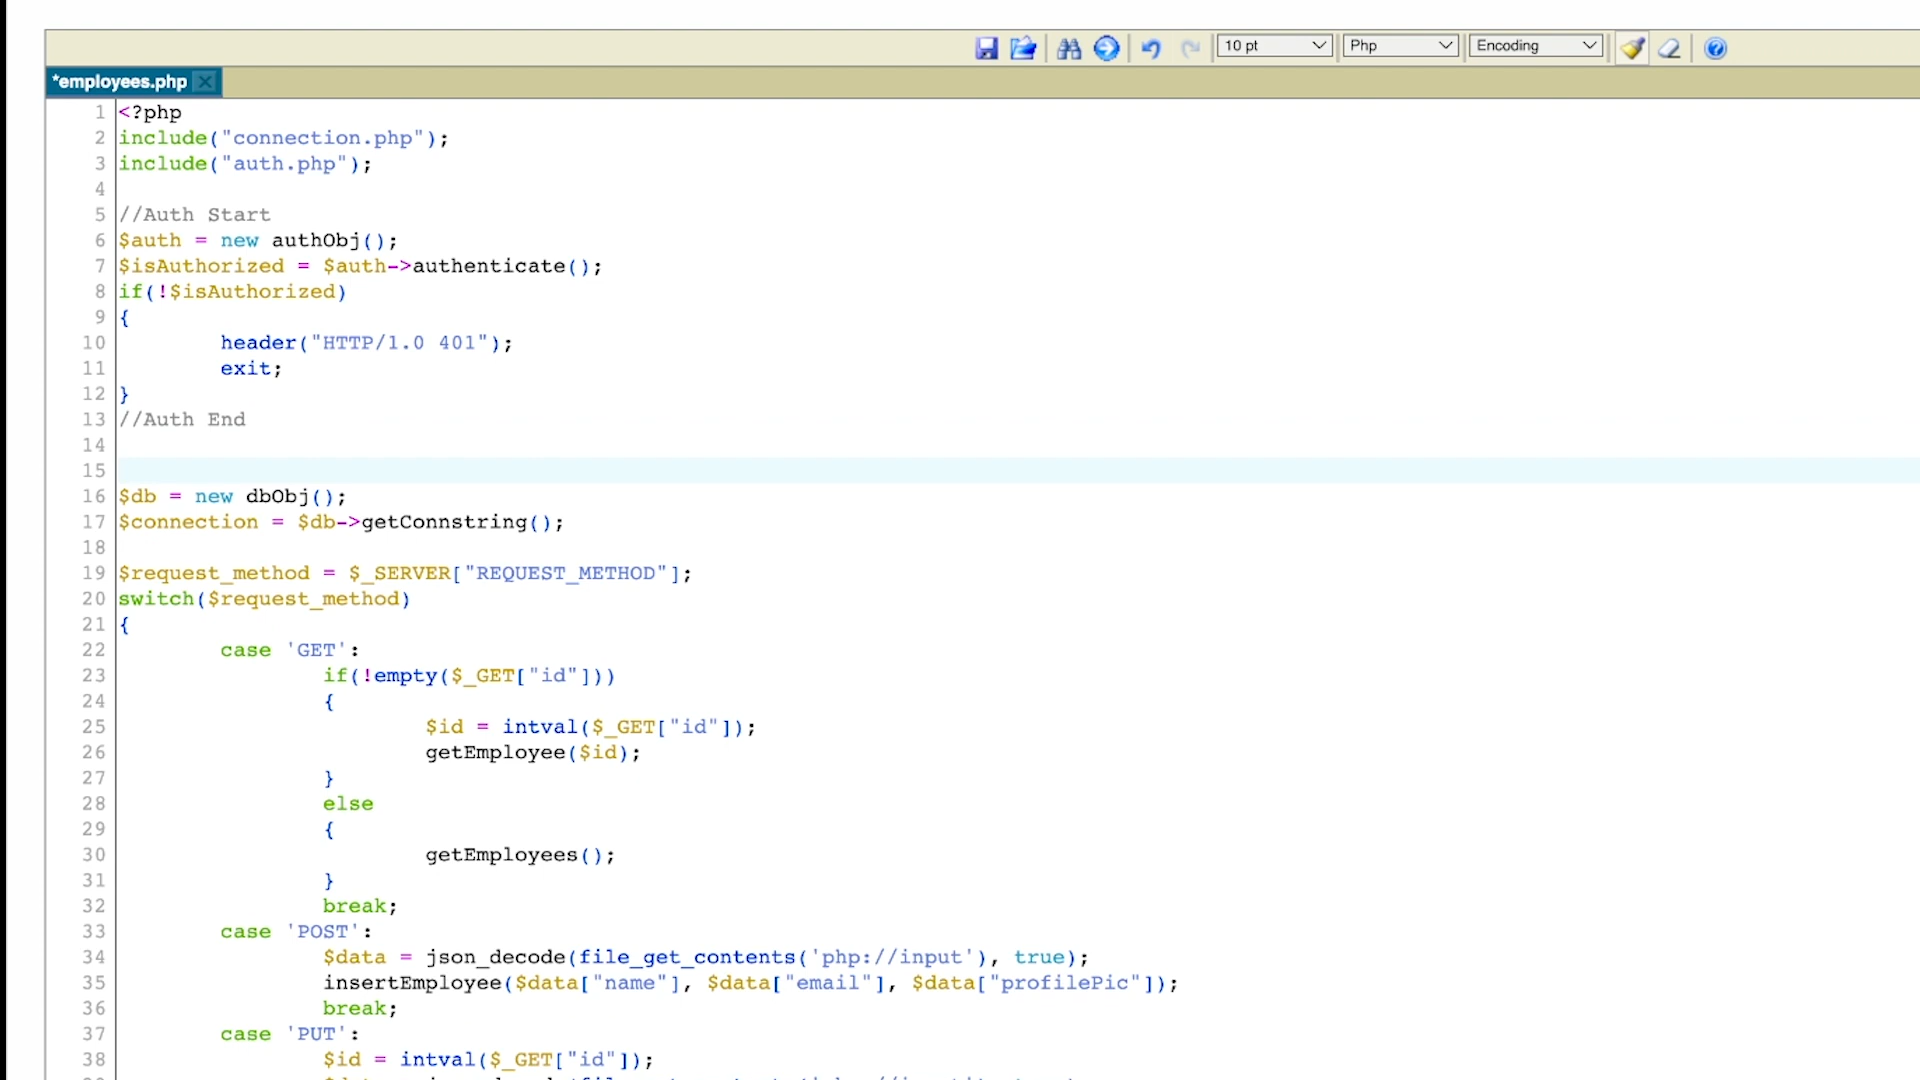 10 pt Php Encoding
*employees.php
1 <?php
2 include("connection.php");
3 include("auth.php");
4
5 //Auth Start
6 $auth = new authObj();
7 $isAuthorized = $auth->authenticate();
8 if(!$isAuthorized)
9 {
10 header("HTTP/1.0 401");
11 exit;
12 }
13 //Auth End
14
15
16 $db = new dbObj();
17 $connection = $db->getConnstring();
18
19 $request_method = $_SERVER["REQUEST_METHOD"];
20 switch($request_method)
21 {
22 case 'GET':
23 if(!empty($_GET["id"]))
24 {
25 $id = intval($_GET["id"]);
26 getEmployee($id);
27 }
28 else
29 {
30 getEmployees();
31 }
32 break;
33 case 'POST':
34 $data = json_decode(file_get_contents('php://input'), true);
35 insertEmployee($data["name"], $data["email"], $data["profilePic"]);
36 break;
37 case 'PUT':
38 $id = intval($_GET["id"]);